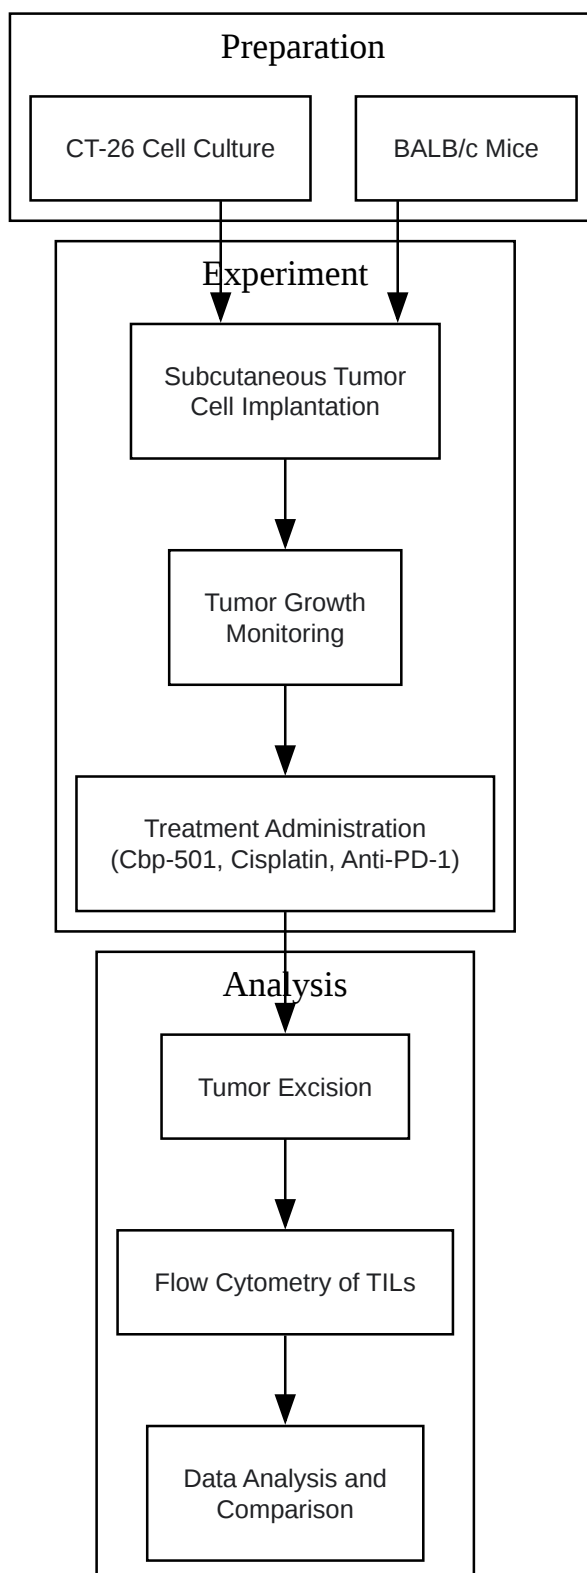 Preparation
CT-26 Cell Culture
BALB/c Mice
Experiment
Subcutaneous Tumor
Cell Implantation
Tumor Growth
Monitoring
Treatment Administration
(Cbp-501, Cisplatin, Anti-PD-1)
Analysis
Tumor Excision
Flow Cytometry of TILs
Data Analysis and
Comparison